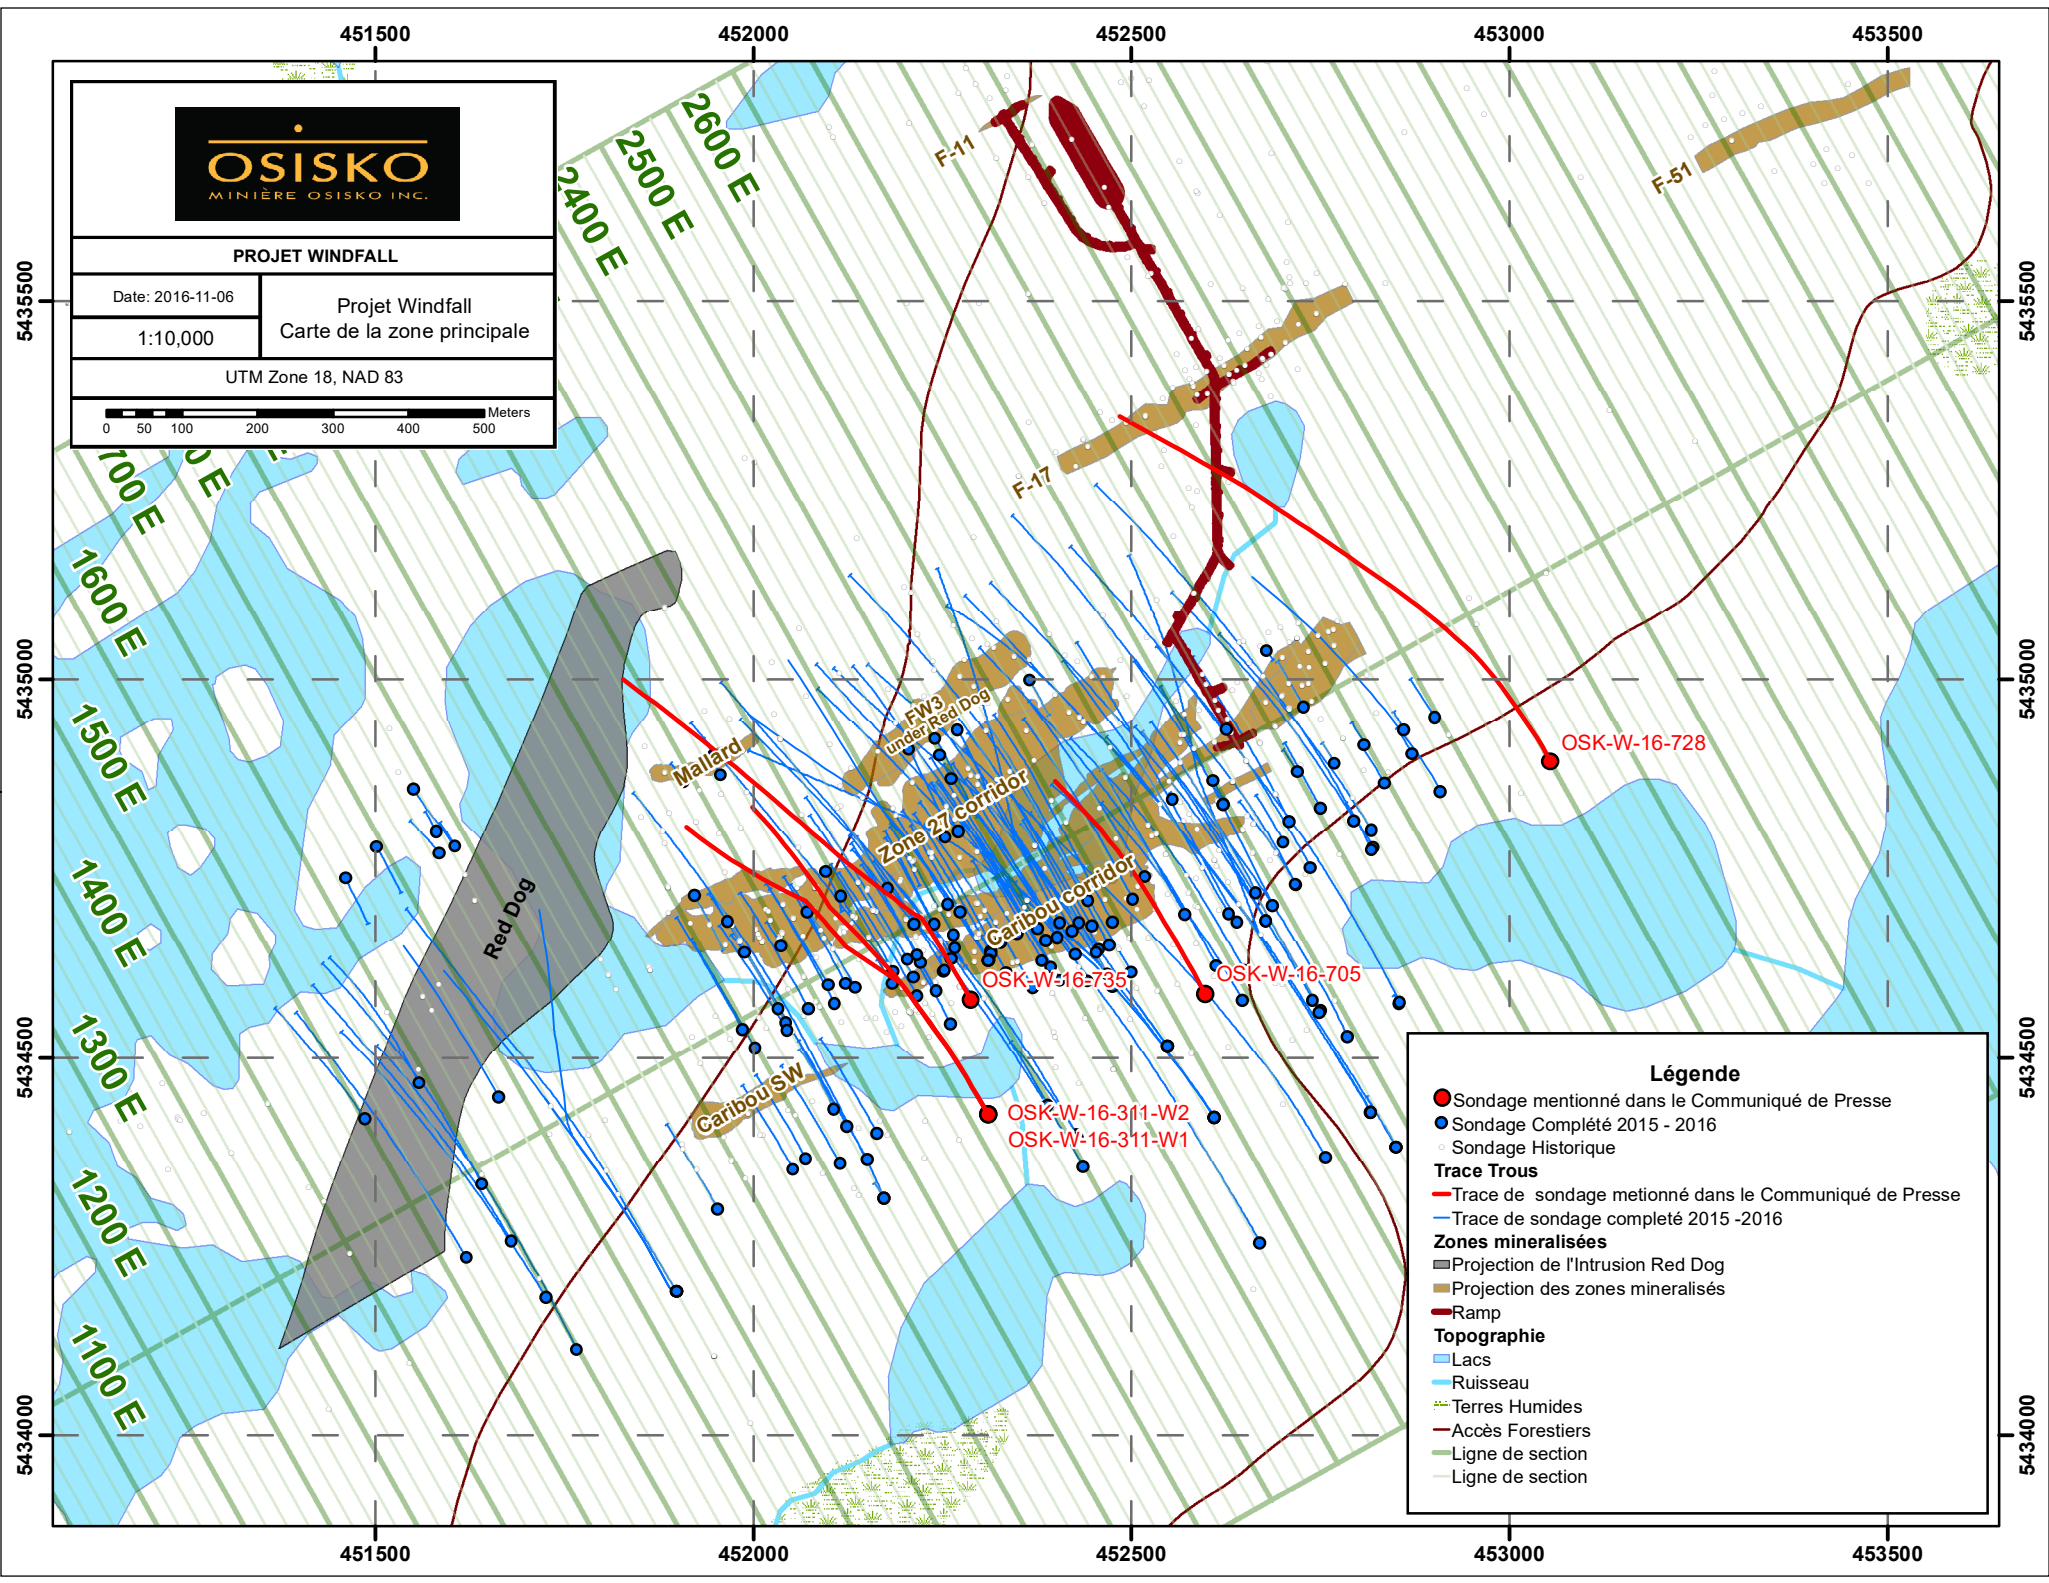 451500 452000 452500 453000 453500
OSISKO
MINIÈRE OSISKO INC.
PROJET WINDFALL
Date: 2016-11-06
1:10,000
Projet Windfall
Carte de la zone principale
UTM Zone 18, NAD 83
0 50 100 200 300 400 500 Meters
2600 E
2500 E
2400 E
1600 E
1500 E
1400 E
1300 E
1200 E
1100 E
700 E
0 E
5435500
5435000
5434500
5434000
5435500
5435000
5434000
F-11
F-51
F-17
FW3
under Red Dog
Mallard
Zone 27 corridor
Caribou corridor
Caribou SW
Red Dog
OSK-W-16-728
OSK-W-16-705
OSK-W-16-735
OSK-W-16-311-W2
OSK-W-16-311-W1
Légende
Sondage mentionné dans le Communiqué de Presse
Sondage Complété 2015 - 2016
Sondage Historique
Trace Trous
Trace de sondage metionné dans le Communiqué de Presse
Trace de sondage completé 2015 -2016
Zones mineralisées
Projection de l'Intrusion Red Dog
Projection des zones mineralisés
Ramp
Topographie
Lacs
Ruisseau
Terres Humides
Accès Forestiers
Ligne de section
Ligne de section
5434500
451500 452000 452500 453000 453500